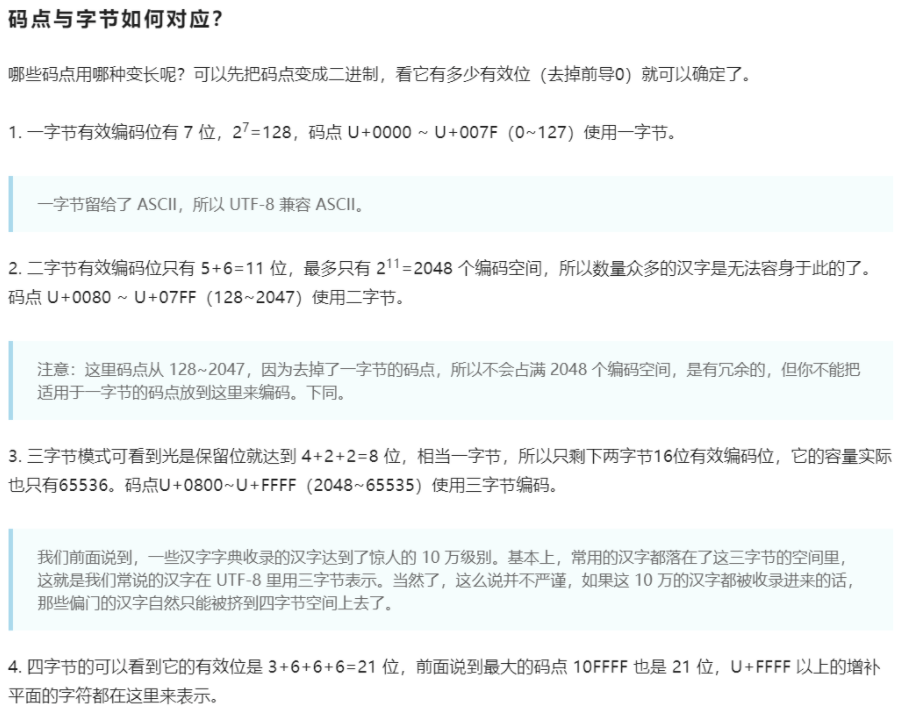 码点与字节如何对应？
哪些码点用哪种变长呢？可以先把码点变成二进制，看它有多少有效位（去掉前导0）就可以确定了。
1. 一字节有效编码位有 7 位，2⁷=128，码点 U+0000 ~ U+007F（0~127）使用一字节。
一字节留给了 ASCII，所以 UTF-8 兼容 ASCII。
2. 二字节有效编码位只有 5+6=11 位，最多只有 2¹¹=2048 个编码空间，所以数量众多的汉字是无法容身于此的了。
码点 U+0080 ~ U+07FF（128~2047）使用二字节。
注意：这里码点从 128~2047，因为去掉了一字节的码点，所以不会占满 2048 个编码空间，是有冗余的，但你不能把
适用于一字节的码点放到这里来编码。下同。
3. 三字节模式可看到光是保留位就达到 4+2+2=8 位，相当一字节，所以只剩下两字节16位有效编码位，它的容量实际
也只有65536。码点U+0800~U+FFFF（2048~65535）使用三字节编码。
我们前面说到，一些汉字字典收录的汉字达到了惊人的 10 万级别。基本上，常用的汉字都落在了这三字节的空间里，
这就是我们常说的汉字在 UTF-8 里用三字节表示。当然了，这么说并不严谨，如果这 10 万的汉字都被收录进来的话，
那些偏门的汉字自然只能被挤到四字节空间上去了。
4. 四字节的可以看到它的有效位是 3+6+6+6=21 位，前面说到最大的码点 10FFFF 也是 21 位，U+FFFF 以上的增补
平面的字符都在这里来表示。